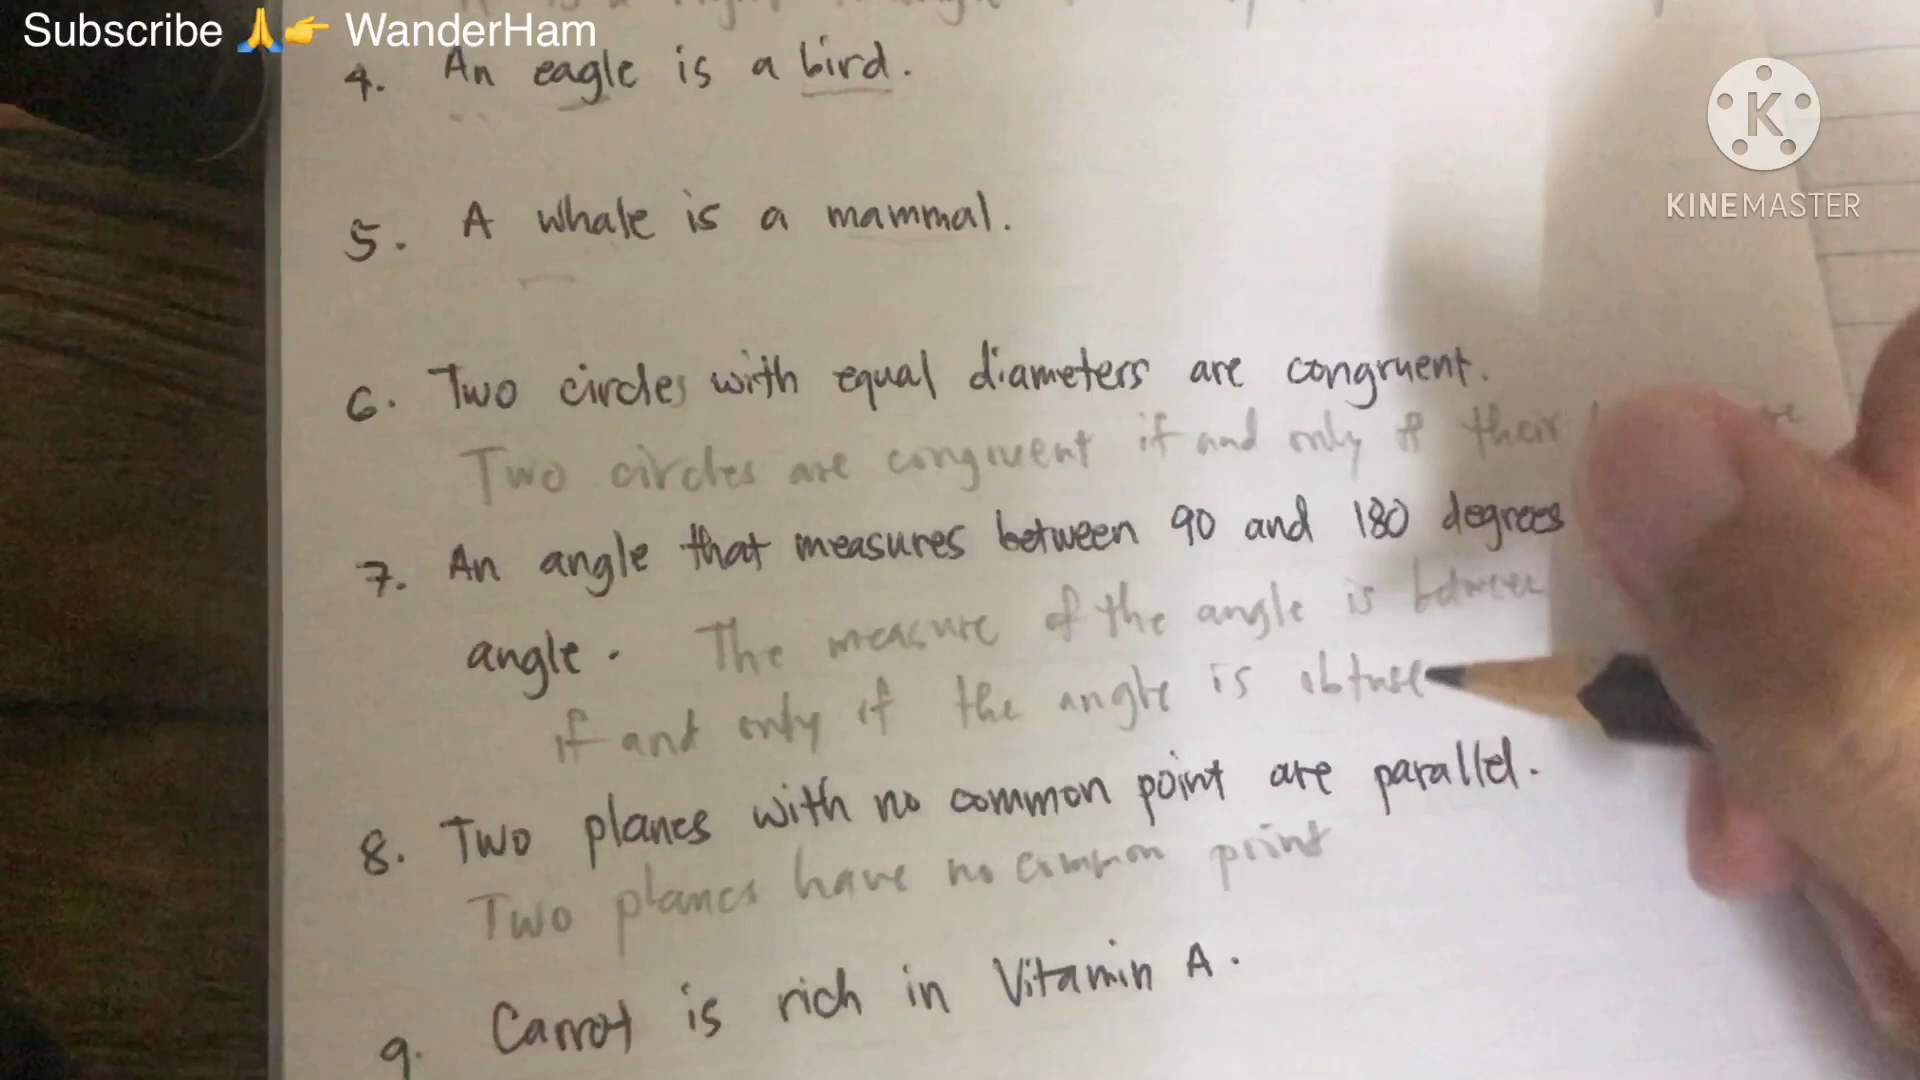 Subscribe 🙏👉 WanderHam
4. An eagle is a bird.
KINEMASTER
5. A whale is a mammal.
6. Two circles with equal diameters are congruent.
Two circles are congruent if and only if their
7. An angle that measures between 90 and 180 degrees
angle. The measure of the angle is between
if and only if the angle is obtuse
8. Two planes with no common point are parallel.
Two planes have no common point
9. Carrot is rich in Vitamin A.